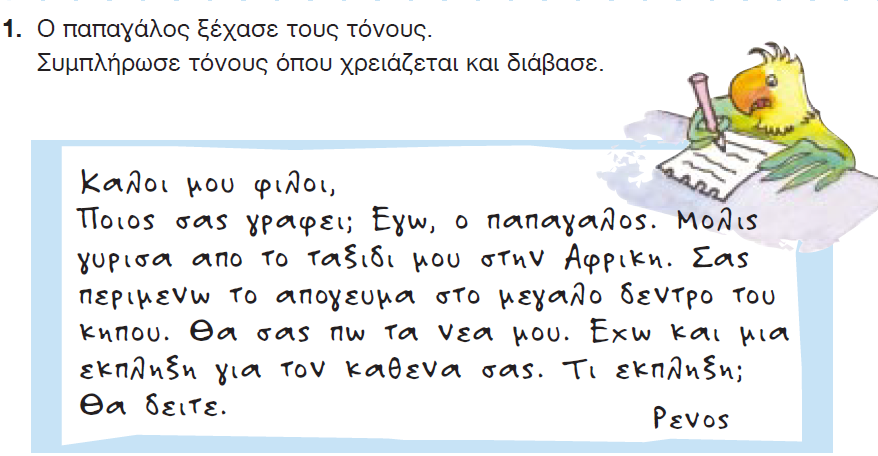 1. Ο παπαγάλος ξέχασε τους τόνους.
Συμπλήρωσε τόνους όπου χρειάζεται και διάβασε.
Καλοι μου φιλοι,
Ποιος σας γραφει; Εγω, ο παπαγαλος. Μολις
γυρισα απο το ταξιδι μου στην Αφρικη. Σας
περιμενω το απογευμα στο μεγαλο δεντρο του
κηπου. Θα σας πω τα νεα μου. Εχω και μια
εκπληξη για τον καθενα σας. Τι εκπληξη;
Θα δειτε.
Ρενος